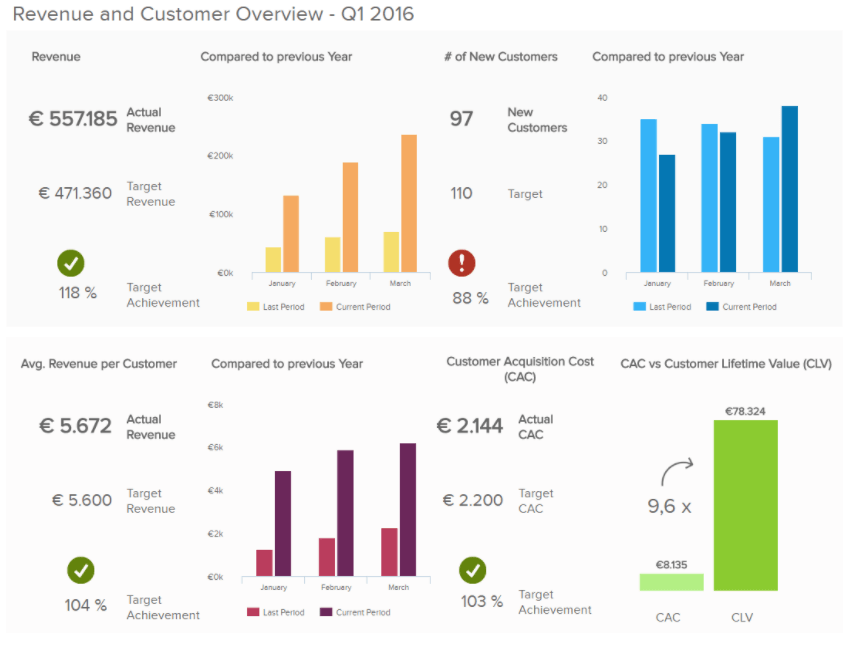 Revenue and Customer Overview - Q1 2016
Revenue
€ 557.185
Actual
Revenue
€ 471.360
Target
Revenue
118 %
Target
Achievement
Compared to previous Year
€300k
€200k
€100k
€0k
January
February
March
Last Period
Current Period
# of New Customers
97
New
Customers
110
Target
88 %
Target
Achievement
Compared to previous Year
40
30
20
10
0
January
February
March
Last Period
Current Period
Avg. Revenue per Customer
€ 5.672
Actual
Revenue
€ 5.600
Target
Revenue
104 %
Target
Achievement
Compared to previous Year
€8k
€6k
€4k
€2k
€0k
January
February
March
Last Period
Current Period
Customer Acquisition Cost
(CAC)
€ 2.144
Actual
CAC
€ 2.200
Target
CAC
103 %
Target
Achievement
CAC vs Customer Lifetime Value (CLV)
€78.324
9,6 x
€8.135
CAC
CLV